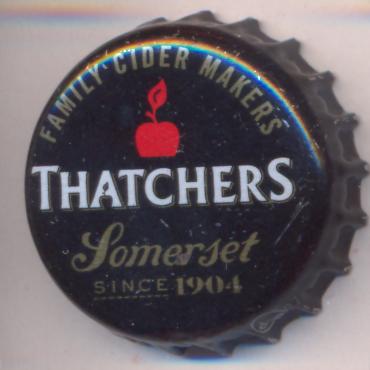 FAMILY CIDER MAKERS
THATCHERS
Somerset
SINCE 1904